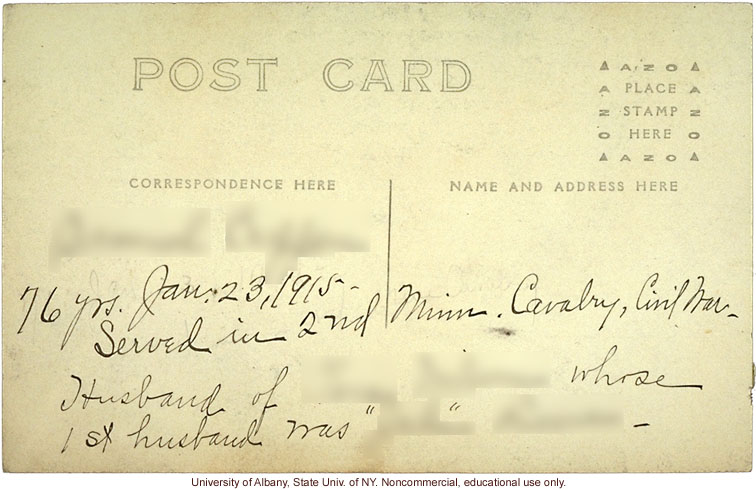 POST CARD
AZO
PLACE
STAMP
HERE
AZO
CORRESPONDENCE HERE
NAME AND ADDRESS HERE
76 yrs. Jan. 23, 1915-
Served in 2nd Minn. Cavalry, Civil War-
Husband of whose
1st husband was " " -
University of Albany, State Univ. of NY. Noncommercial, educational use only.